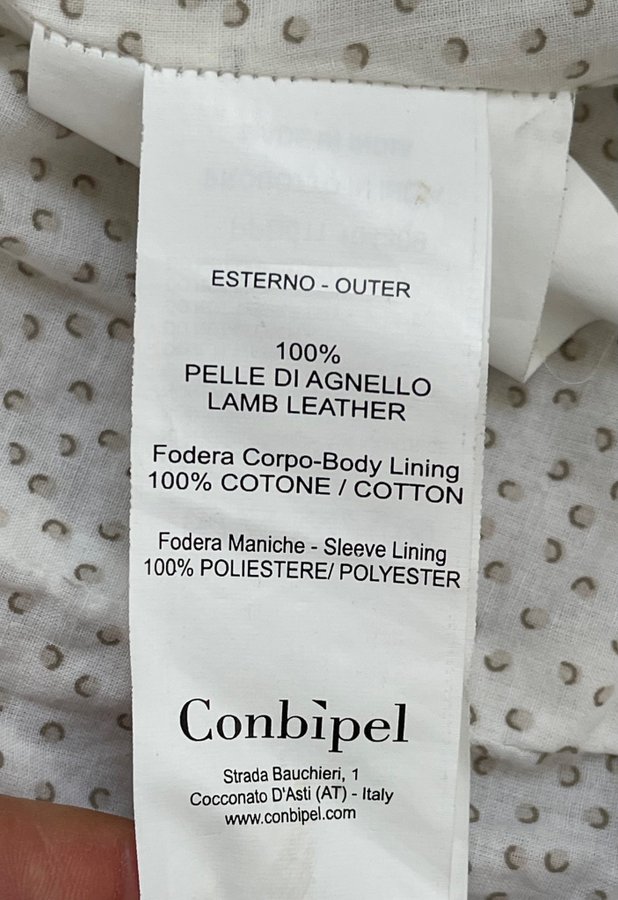 ESTERNO - OUTER
100%
PELLE DI AGNELLO
LAMB LEATHER
Fodera Corpo-Body Lining
100% COTONE / COTTON
Fodera Maniche - Sleeve Lining
100% POLIESTERE/ POLYESTER
Conbìpel
Strada Bauchieri, 1
Cocconato D'Asti (AT) - Italy
www.conbipel.com